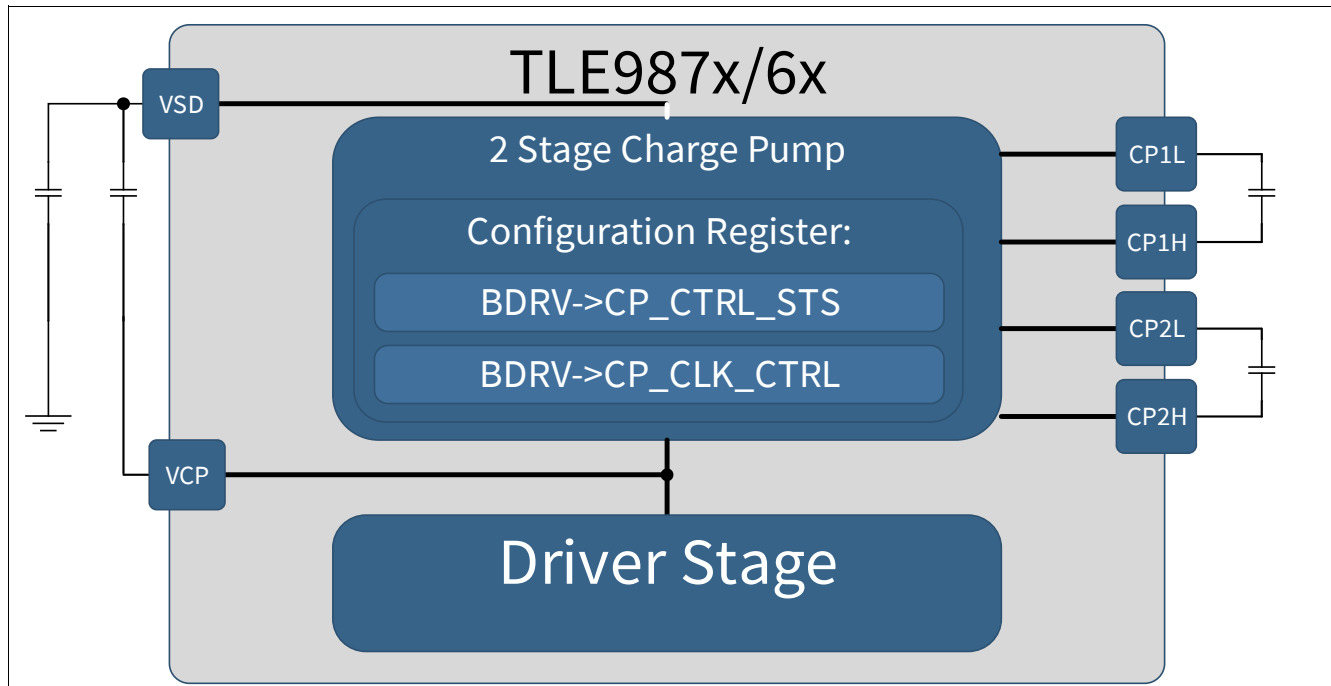 TLE987x/6x
VSD
2 Stage Charge Pump
CP1L
Configuration Register:
CP1H
BDRV->CP_CTRL_STS
CP2L
BDRV->CP_CLK_CTRL
CP2H
VCP
Driver Stage